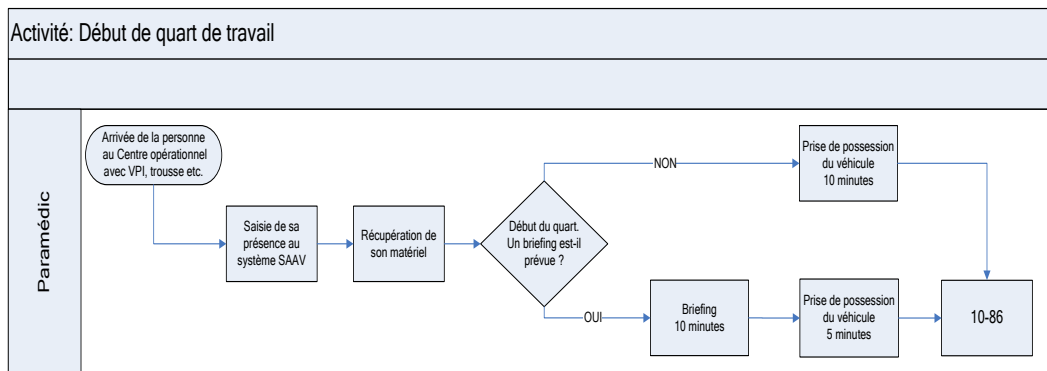 Activité: Début de quart de travail
Paramédic
Arrivée de la personne
au Centre opérationnel
avec VPI, trousse etc.
Saisie de sa
présence au
système SAAV
Récupération de
son matériel
Début du quart.
Un briefing est-il
prévue ?
NON
Prise de possession
du véhicule
10 minutes
OUI
Briefing
10 minutes
Prise de possession
du véhicule
5 minutes
10-86